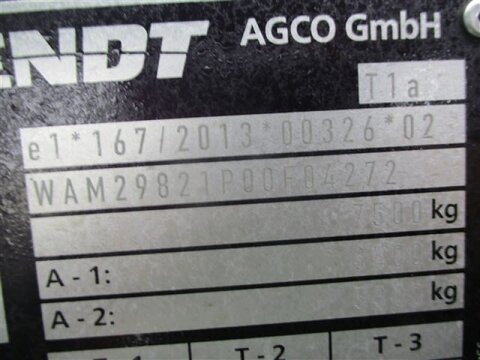 ENDT AGCO GmbH
T1a
e1*167/2013*00326*02
WAM29821P00F04272
7500 kg
A - 1: kg
A - 2: kg
T - 2 T - 3